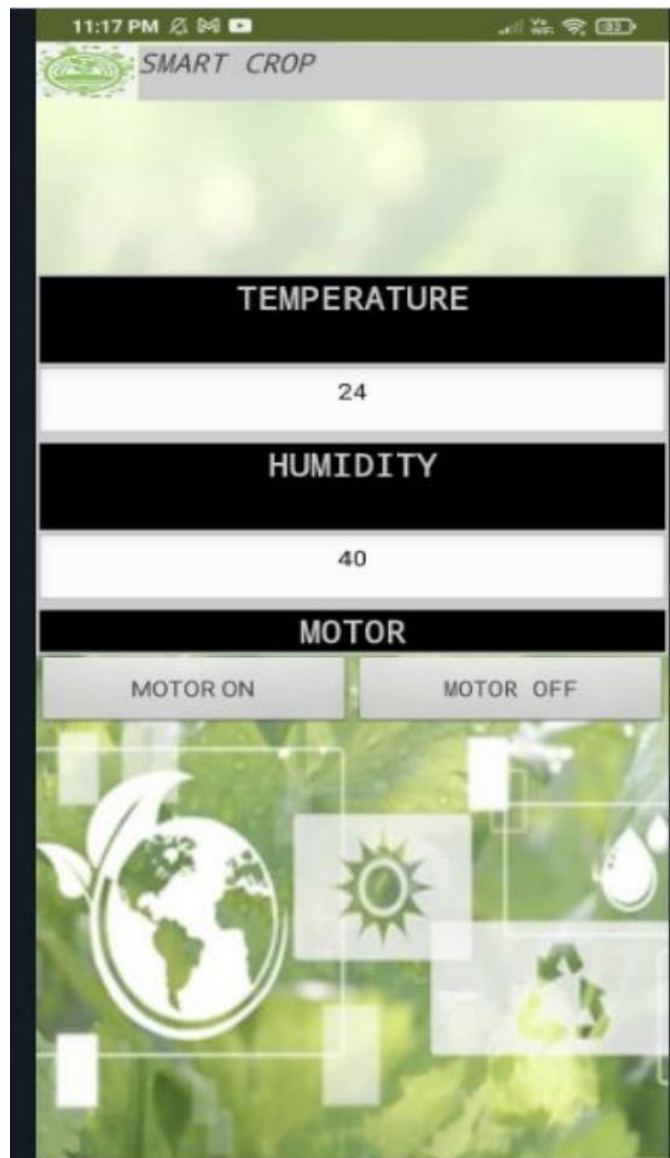 11:17 PM
SMART CROP
TEMPERATURE
24
HUMIDITY
40
MOTOR
MOTOR ON MOTOR OFF